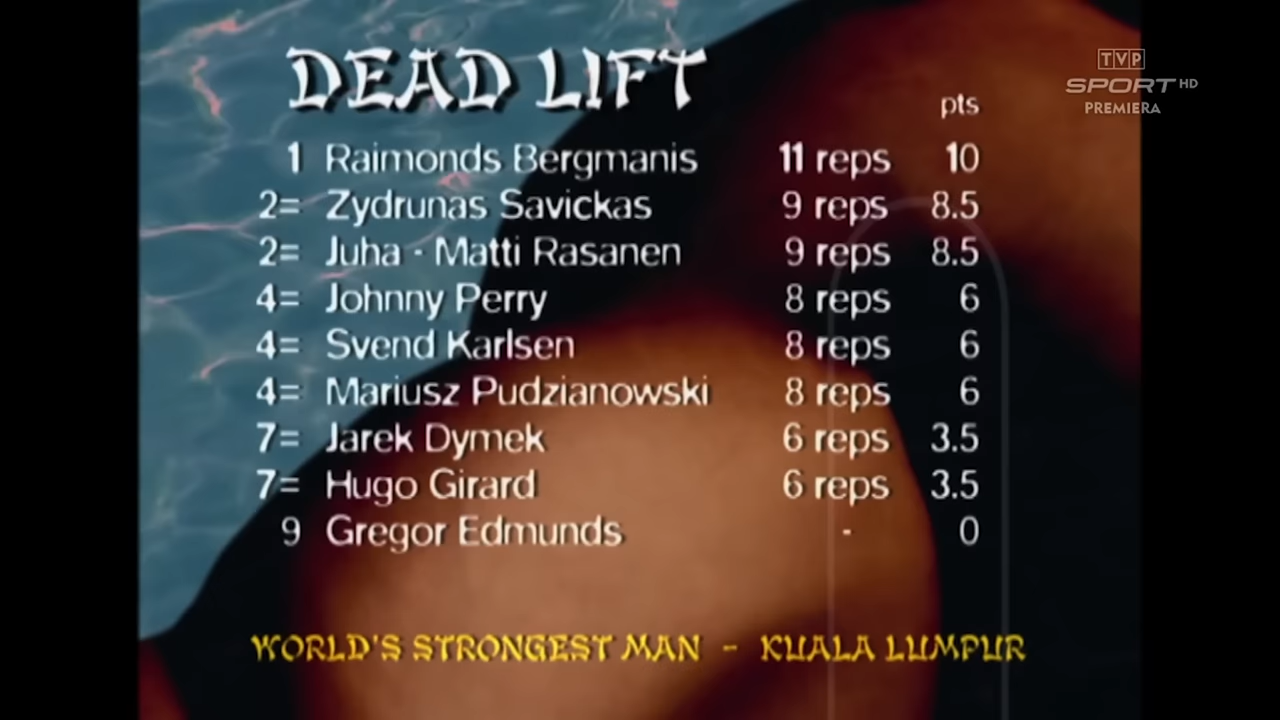 DEAD LIFT
TVP
SPORT HD
PREMIERA
pts
1 Raimonds Bergmanis 11 reps 10
2= Zydrunas Savickas 9 reps 8.5
2= Juha - Matti Rasanen 9 reps 8.5
4= Johnny Perry 8 reps 6
4= Svend Karlsen 8 reps 6
4= Mariusz Pudzianowski 8 reps 6
7= Jarek Dymek 6 reps 3.5
7= Hugo Girard 6 reps 3.5
9 Gregor Edmunds - 0
WORLD'S STRONGEST MAN - KUALA LUMPUR